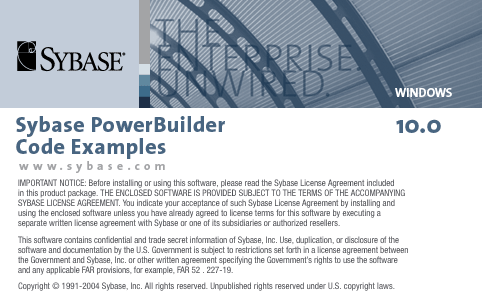 THE
ENTERPRISE.
UNWIRED.
SYBASE
WINDOWS
Sybase PowerBuilder 10.0
Code Examples
www.sybase.com
IMPORTANT NOTICE: Before installing or using this software, please read the Sybase License Agreement included
in this product package. THE ENCLOSED SOFTWARE IS PROVIDED SUBJECT TO THE TERMS OF THE ACCOMPANYING
SYBASE LICENSE AGREEMENT. You indicate your acceptance of such Sybase License Agreement by installing and
using the enclosed software unless you have already agreed to license terms for this software by executing a
separate written license agreement with Sybase or one of its subsidiaries or authorized resellers.
This software contains confidential and trade secret information of Sybase, Inc. Use, duplication, or disclosure of the
software and documentation by the U.S. Government is subject to restrictions set forth in a license agreement between
the Government and Sybase, Inc. or other written agreement specifying the Government's rights to use the software
and any applicable FAR provisions, for example, FAR 52 . 227-19.
Copyright © 1991-2004 Sybase, Inc. All rights reserved. Unpublished rights reserved under U.S. copyright laws.